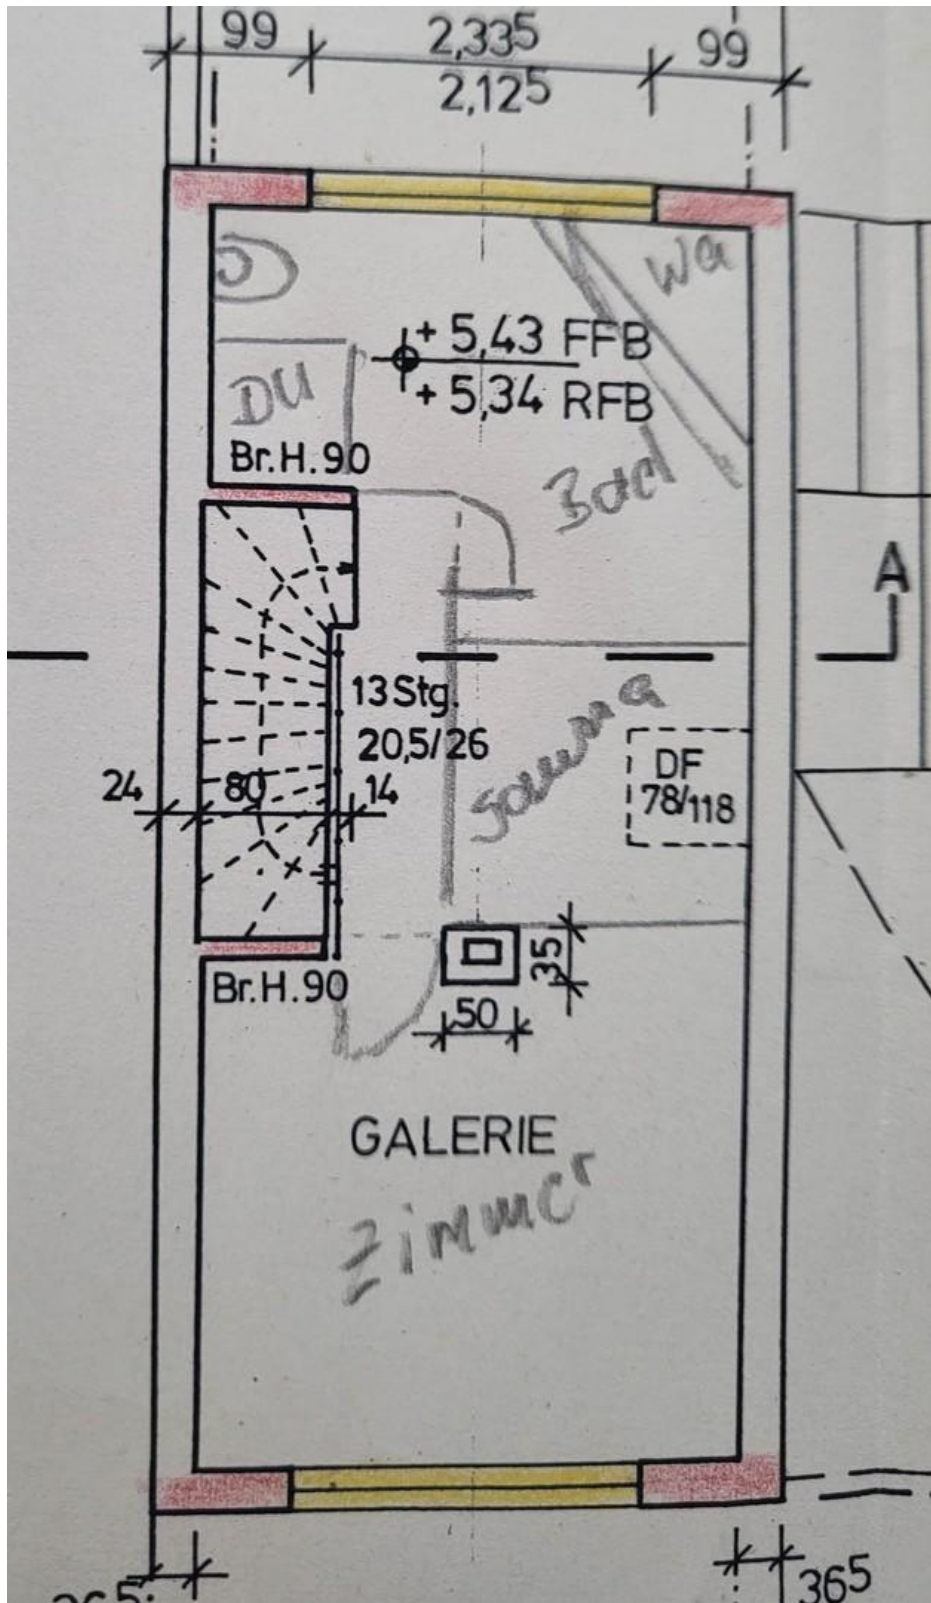 99 2,335 99
2,125
Wa
+ 5,43 FFB
+ 5,34 RFB
DU
Br.H.90
Bad
A
13 Stg.
20,5/26
Sauna
DF
78/118
24 80 14
35
Br.H.90
50
GALERIE
Zimmer
365
365